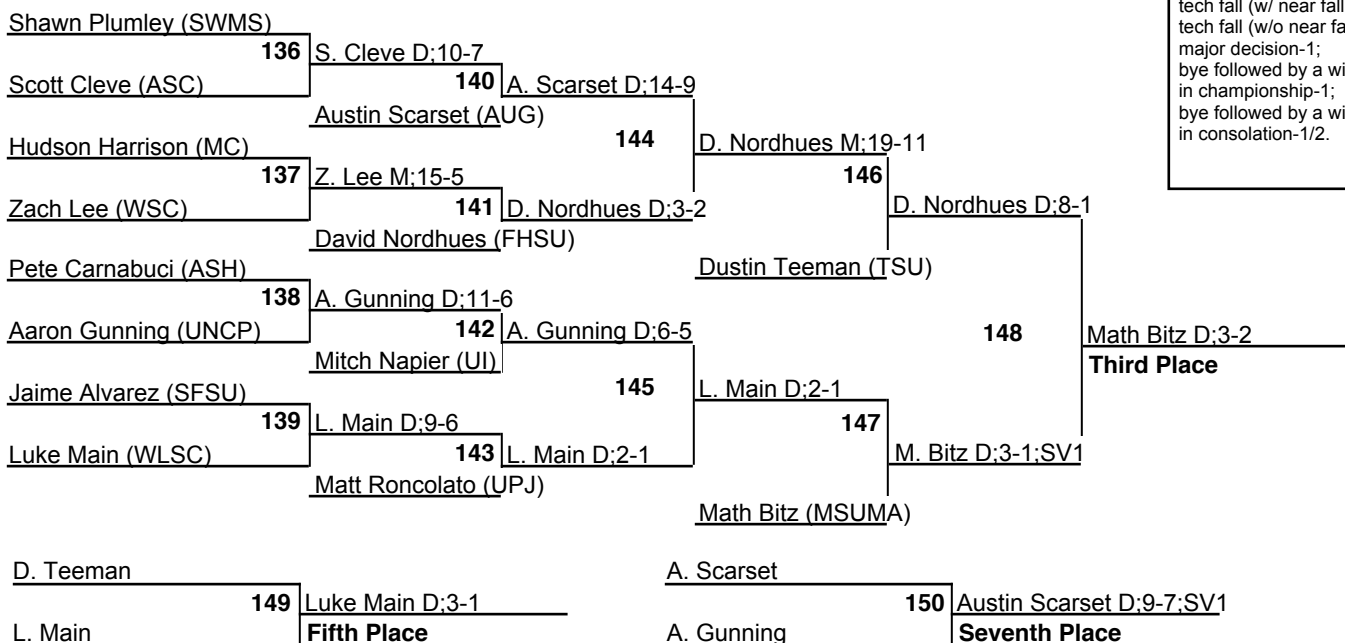 tech fall (w/ near fall
tech fall (w/o near fa
major decision-1;
bye followed by a wi
in championship-1;
bye followed by a wi
in consolation-1/2.
Shawn Plumley (SWMS)
136 S. Cleve D;10-7
Scott Cleve (ASC)
140 A. Scarset D;14-9
Austin Scarset (AUG)
Hudson Harrison (MC)
144 D. Nordhues M;19-11
137 Z. Lee M;15-5
146
Zach Lee (WSC)
141 D. Nordhues D;3-2
D. Nordhues D;8-1
David Nordhues (FHSU)
Pete Carnabuci (ASH)
Dustin Teeman (TSU)
138 A. Gunning D;11-6
Aaron Gunning (UNCP)
142 A. Gunning D;6-5
148 Math Bitz D;3-2
Mitch Napier (UI)
Third Place
Jaime Alvarez (SFSU)
145 L. Main D;2-1
139 L. Main D;9-6
147
Luke Main (WLSC)
143 L. Main D;2-1
M. Bitz D;3-1;SV1
Matt Roncolato (UPJ)
Math Bitz (MSUMA)
D. Teeman
149 Luke Main D;3-1
L. Main
Fifth Place
A. Scarset
150 Austin Scarset D;9-7;SV1
A. Gunning
Seventh Place